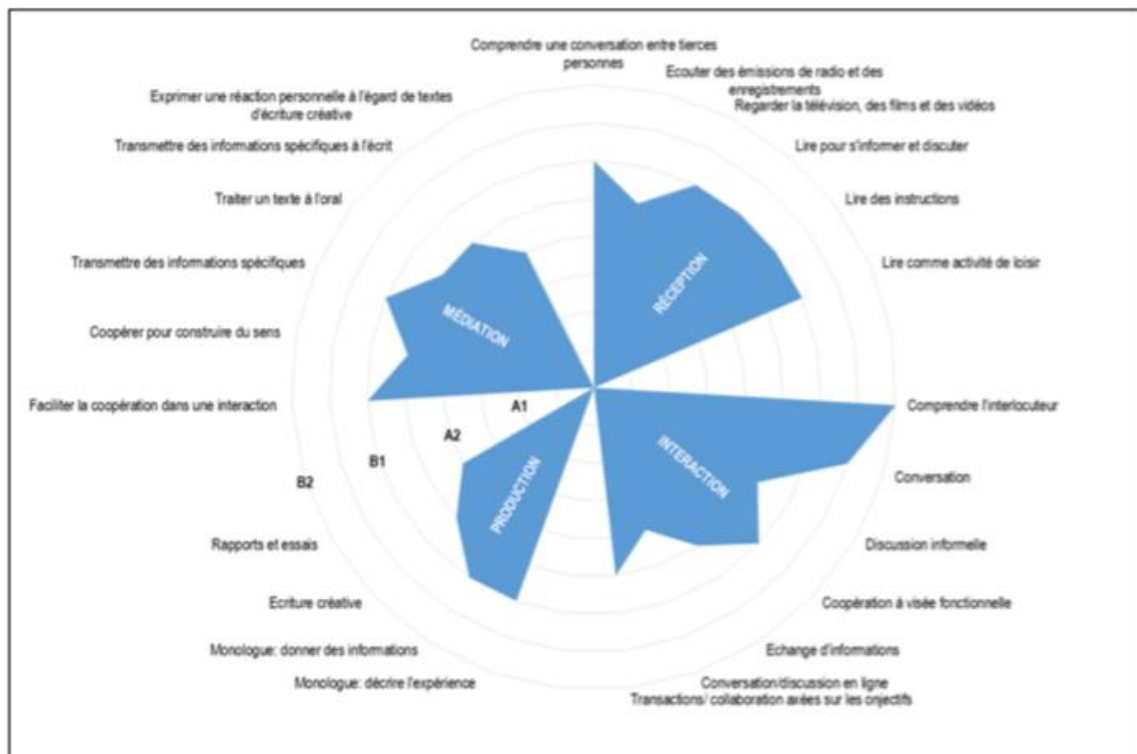 Comprendre une conversation entre tierces
personnes
Ecouter des émissions de radio et des
enregistrements
Regarder la télévision, des films et des vidéos
Lire pour s'informer et discuter
Lire des instructions
Lire comme activité de loisir
Comprendre l'interlocuteur
Conversation
Discussion informelle
Coopération à visée fonctionnelle
Echange d'informations
Conversation/discussion en ligne
Transactions/ collaboration axées sur les onjectifs
Monologue: décrire l'expérience
Monologue: donner des informations
Ecriture créative
Rapports et essais
Faciliter la coopération dans une interaction
Coopérer pour construire du sens
Transmettre des informations spécifiques
Traiter un texte à l'oral
Transmettre des informations spécifiques à l'écrit
Exprimer une réaction personnelle à l'égard de textes
d'écriture créative
RÉCEPTION
INTERACTION
PRODUCTION
MÉDIATION
A1
A2
B1
B2